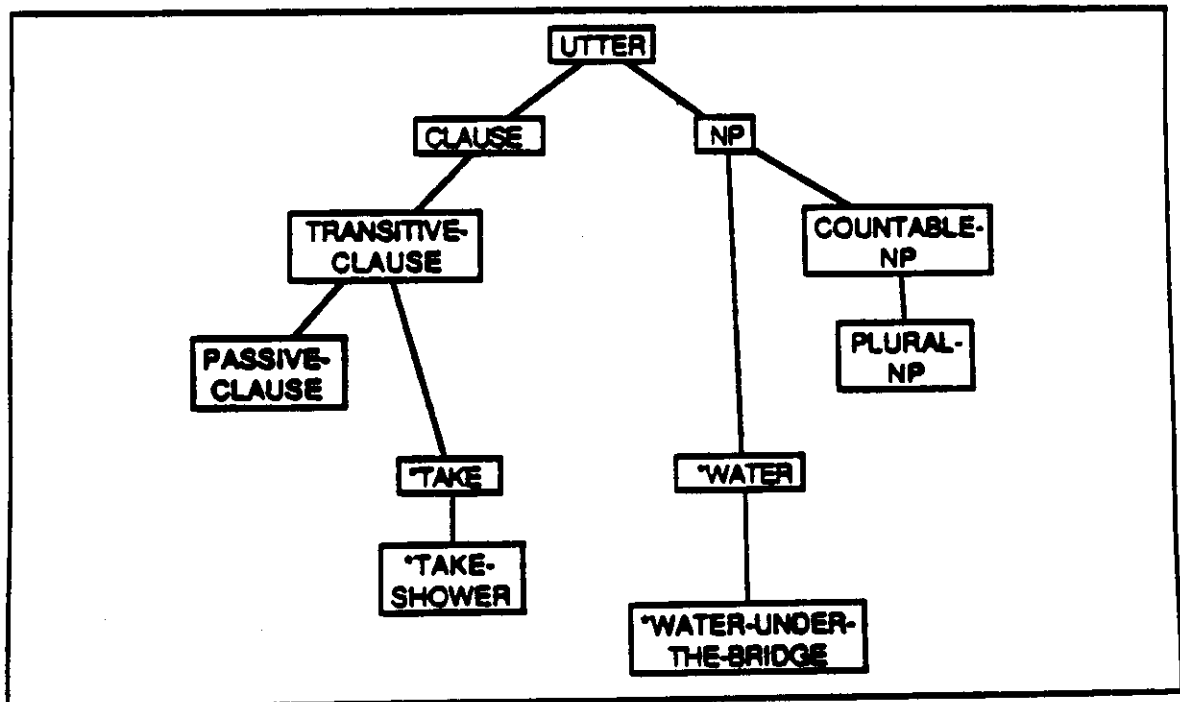 UTTER
CLAUSE
NP
TRANSITIVE-
CLAUSE
COUNTABLE-
NP
PASSIVE-
CLAUSE
PLURAL-
NP
*TAKE
*WATER
*TAKE-
SHOWER
*WATER-UNDER-
THE-BRIDGE